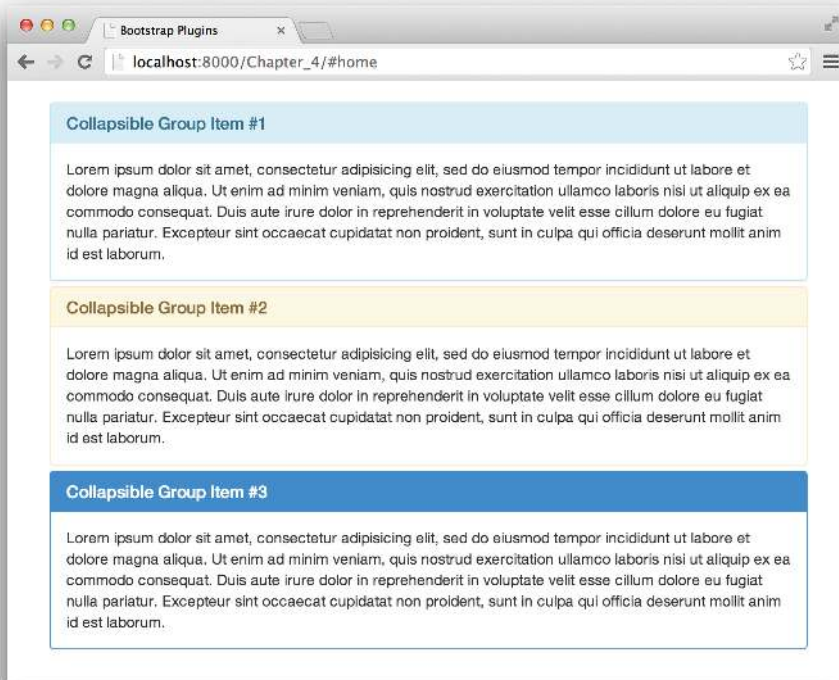 Bootstrap Plugins
localhost:8000/Chapter_4/#home
Collapsible Group Item #1
Lorem ipsum dolor sit amet, consectetur adipisicing elit, sed do eiusmod tempor incididunt ut labore et
dolore magna aliqua. Ut enim ad minim veniam, quis nostrud exercitation ullamco laboris nisi ut aliquip ex ea
commodo consequat. Duis aute irure dolor in reprehenderit in voluptate velit esse cillum dolore eu fugiat
nulla pariatur. Excepteur sint occaecat cupidatat non proident, sunt in culpa qui officia deserunt mollit anim
id est laborum.
Collapsible Group Item #2
Lorem ipsum dolor sit amet, consectetur adipisicing elit, sed do eiusmod tempor incididunt ut labore et
dolore magna aliqua. Ut enim ad minim veniam, quis nostrud exercitation ullamco laboris nisi ut aliquip ex ea
commodo consequat. Duis aute irure dolor in reprehenderit in voluptate velit esse cillum dolore eu fugiat
nulla pariatur. Excepteur sint occaecat cupidatat non proident, sunt in culpa qui officia deserunt mollit anim
id est laborum.
Collapsible Group Item #3
Lorem ipsum dolor sit amet, consectetur adipisicing elit, sed do eiusmod tempor incididunt ut labore et
dolore magna aliqua. Ut enim ad minim veniam, quis nostrud exercitation ullamco laboris nisi ut aliquip ex ea
commodo consequat. Duis aute irure dolor in reprehenderit in voluptate velit esse cillum dolore eu fugiat
nulla pariatur. Excepteur sint occaecat cupidatat non proident, sunt in culpa qui officia deserunt mollit anim
id est laborum.